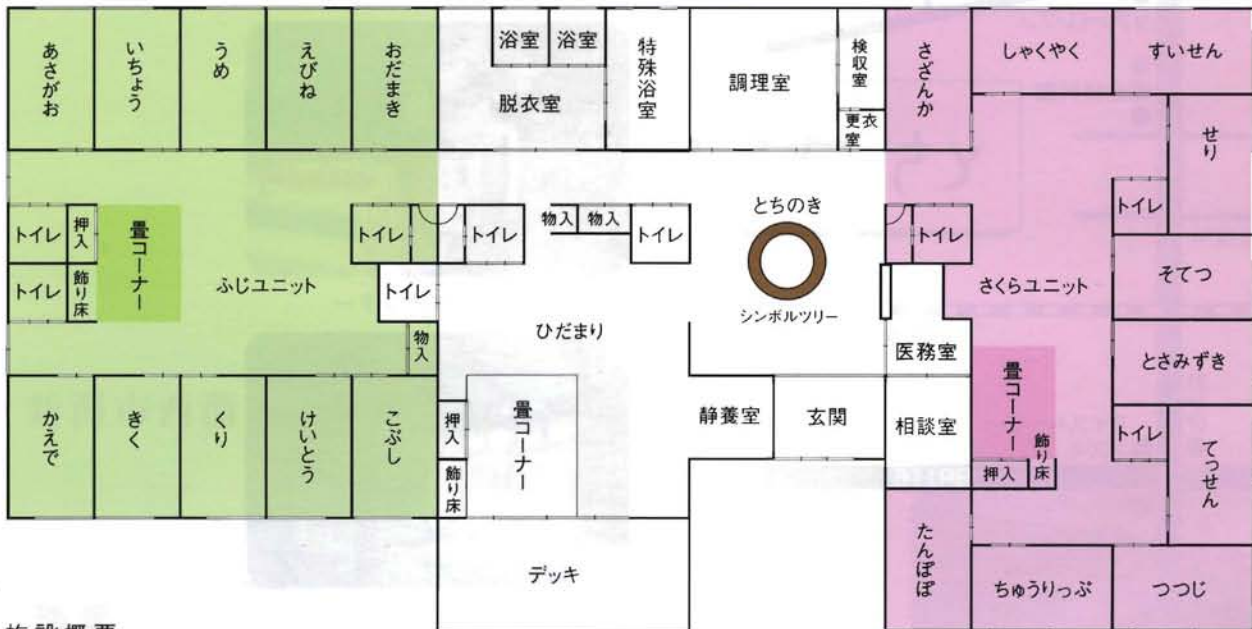 あさがお
いちょう
うめ
えびね
おだまき
浴室
浴室
脱衣室
特殊浴室
調理室
検収室
更衣室
さざんか
しゃくやく
すいせん
せり
トイレ
押入
畳コーナー
トイレ
トイレ
物入
物入
トイレ
とちのき
トイレ
トイレ
トイレ
飾り床
ふじユニット
トイレ
ひだまり
シンボルツリー
さくらユニット
そてつ
物入
医務室
とさみずき
かえで
きく
くり
けいとう
こぶし
押入
飾り床
畳コーナー
静養室
玄関
相談室
畳コーナー
飾り床
押入
トイレ
てっせん
デッキ
たんぽぽ
ちゅうりっぷ
つつじ
施設概要